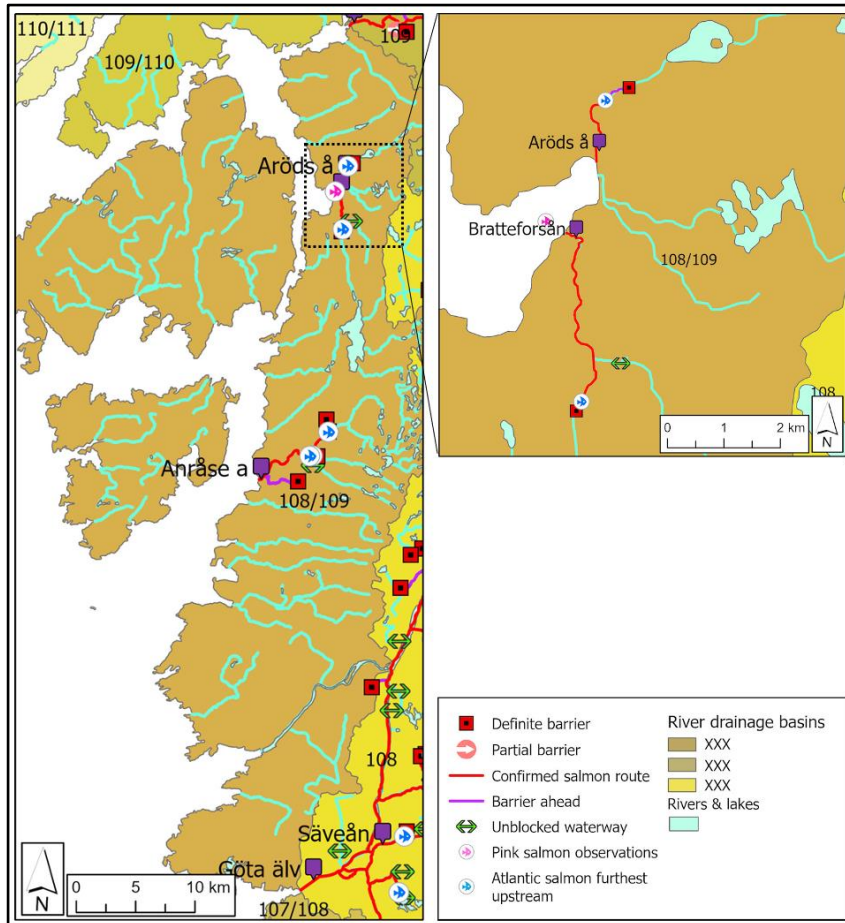 110/111
109/110
109
Aröds å
Anråse a
108/109
108
Säveån
Göta älv
107/108
N
0 5 10 km
Aröds å
Bratteforsån
108/109
108
0 1 2 km
N
Definite barrier
Partial barrier
Confirmed salmon route
Barrier ahead
Unblocked waterway
Pink salmon observations
Atlantic salmon furthest
upstream
River drainage basins
XXX
XXX
XXX
Rivers & lakes